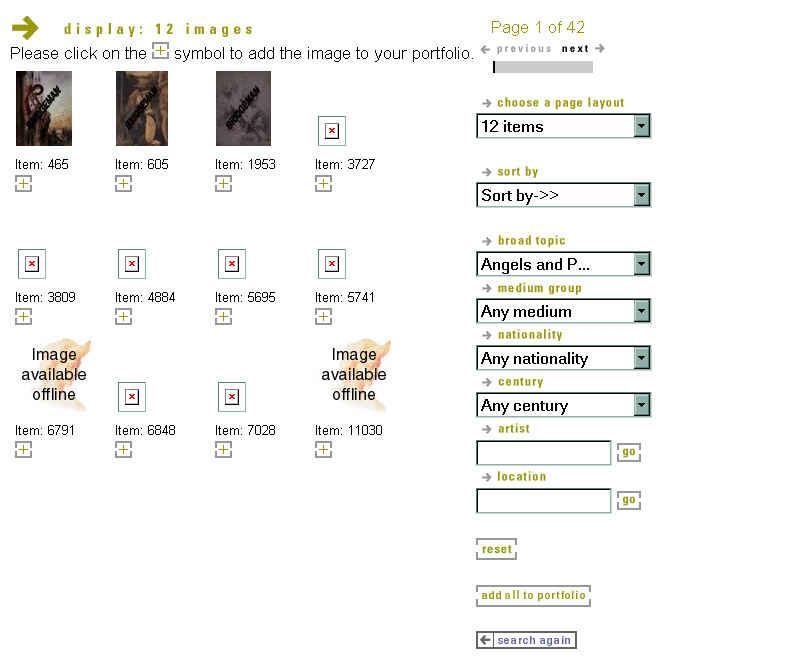 display: 12 images
Please click on the + symbol to add the image to your portfolio.
BRIDGEMAN
BRIDGEMAN
BRIDGEMAN
Item: 465
Item: 605
Item: 1953
Item: 3727
Item: 3809
Item: 4884
Item: 5695
Item: 5741
Image
available
offline
Image
available
offline
Item: 6791
Item: 6848
Item: 7028
Item: 11030
Page 1 of 42
previous next
choose a page layout
12 items
sort by
Sort by->>
broad topic
Angels and P...
medium group
Any medium
nationality
Any nationality
century
Any century
artist
go
location
go
reset
add all to portfolio
search again